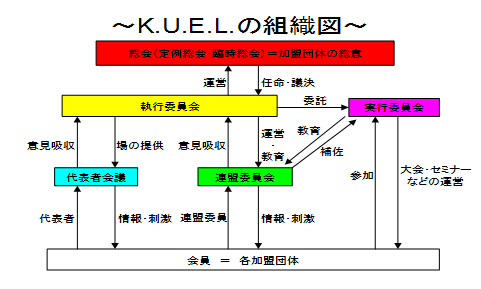 ～K.U.E.L.の組織図～
総会(定例総会・臨時総会)＝加盟団体の総意
運営
任命・議決
執行委員会
委託
実行委員会
意見吸収
場の提供
意見吸収
運営
・
教育
教育
補佐
代表者会議
連盟委員会
参加
大会・セミナー
などの運営
代表者
情報・刺激
連盟委員
情報・刺激
会員 ＝ 各加盟団体